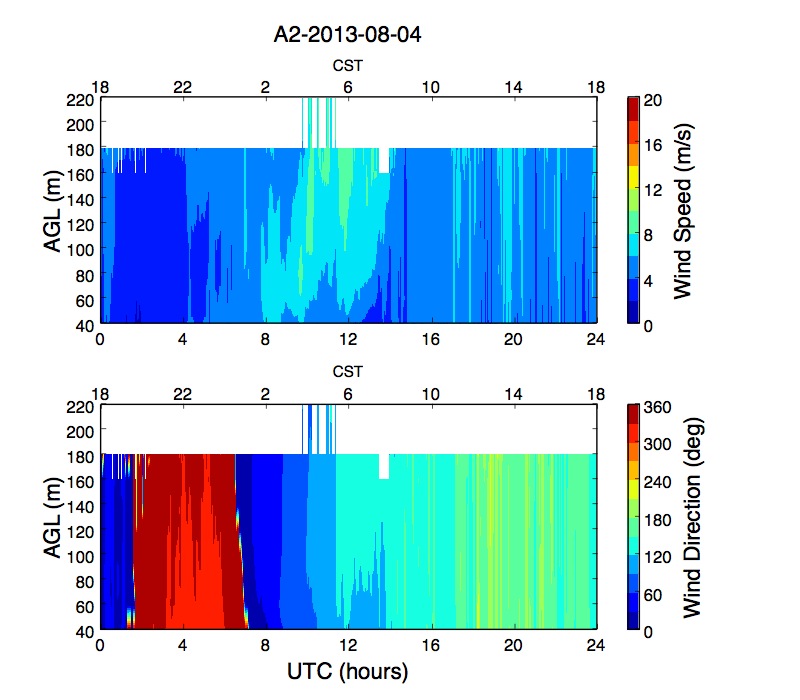 A2-2013-08-04
CST
18 22 2 6 10 14 18
220
200
180
160
140
120
100
80
60
40
AGL (m)
0 4 8 12 16 20 24
20
16
12
8
4
0
Wind Speed (m/s)
CST
18 22 2 6 10 14 18
220
200
180
160
140
120
100
80
60
40
AGL (m)
0 4 8 12 16 20 24
UTC (hours)
360
300
240
180
120
60
0
Wind Direction (deg)